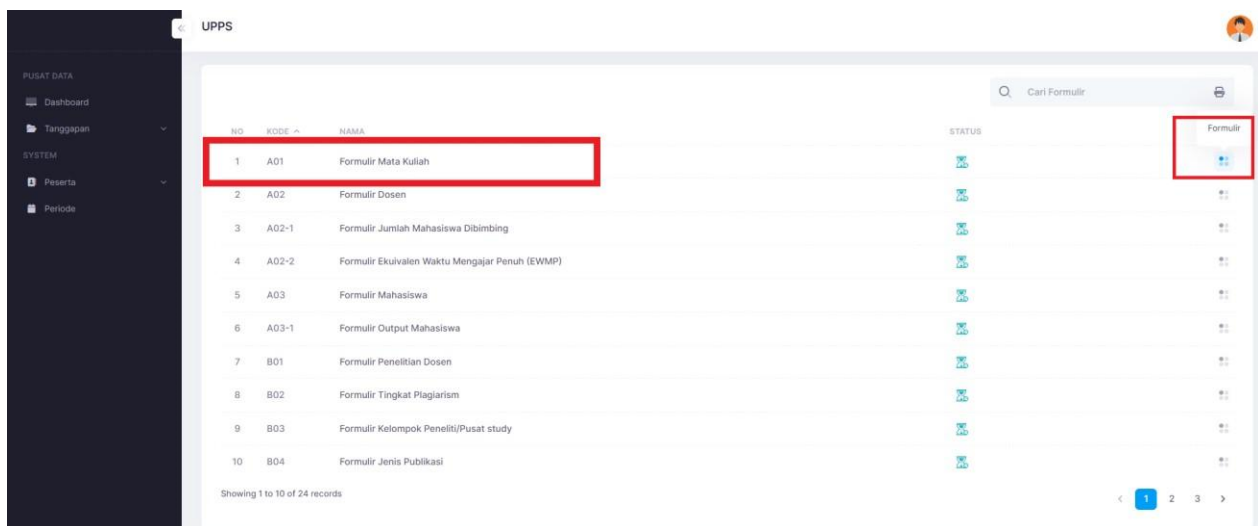 UPPS
PUSAT DATA
Dashboard
Tanggapan
SYSTEM
Peserta
Periode
Cari Formulir
NO KODE NAMA STATUS Formulir
1 A01 Formulir Mata Kuliah
2 A02 Formulir Dosen
3 A02-1 Formulir Jumlah Mahasiswa Dibimbing
4 A02-2 Formulir Ekuivalen Waktu Mengajar Penuh (EWMP)
5 A03 Formulir Mahasiswa
6 A03-1 Formulir Output Mahasiswa
7 B01 Formulir Penelitian Dosen
8 B02 Formulir Tingkat Plagiarism
9 B03 Formulir Kelompok Peneliti/Pusat study
10 B04 Formulir Jenis Publikasi
Showing 1 to 10 of 24 records
1 2 3